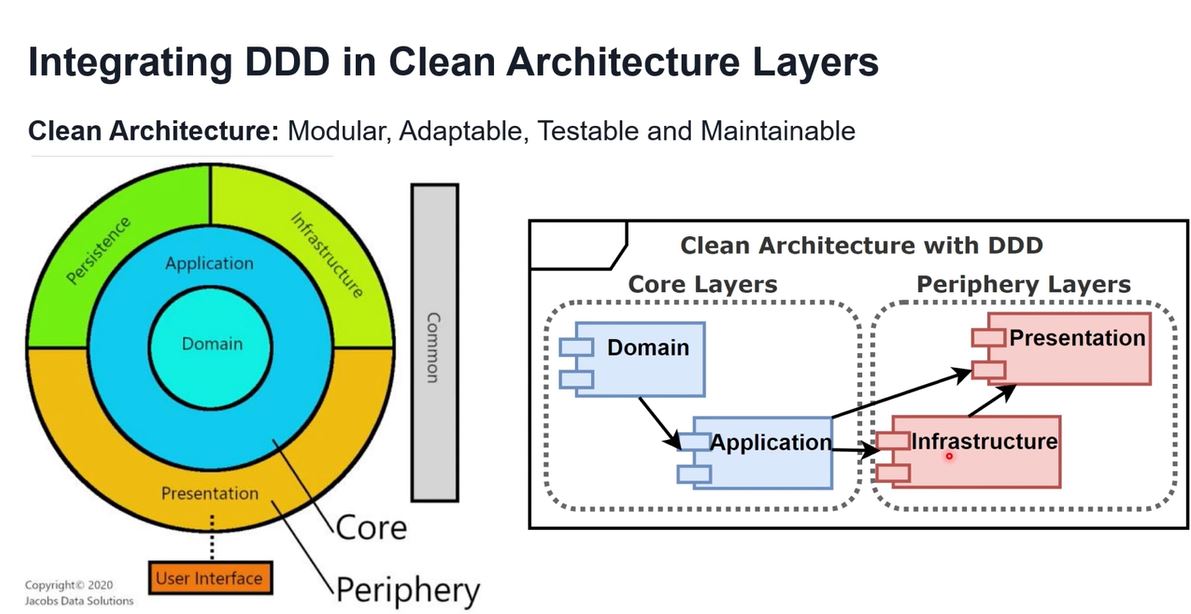 Integrating DDD in Clean Architecture Layers
Clean Architecture: Modular, Adaptable, Testable and Maintainable
Persistence
Infrastructure
Application
Domain
Presentation
User Interface
Common
Core
Periphery
Copyright© 2020
Jacobs Data Solutions
Clean Architecture with DDD
Core Layers
Periphery Layers
Domain
Presentation
Application
Infrastructure